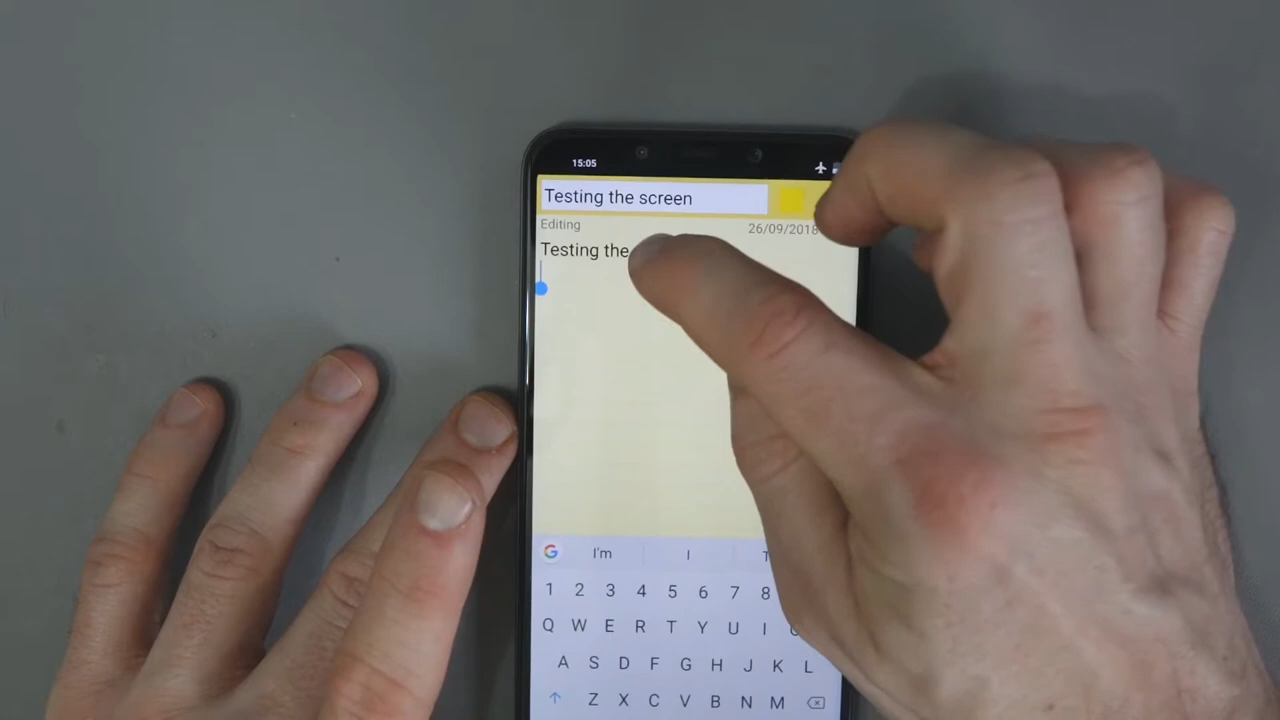 15:05
Testing the screen
Editing 26/09/2018
Testing the
G I'm I T
1 2 3 4 5 6 7 8
Q W E R T Y U I
A S D F G H J K L
Z X C V B N M